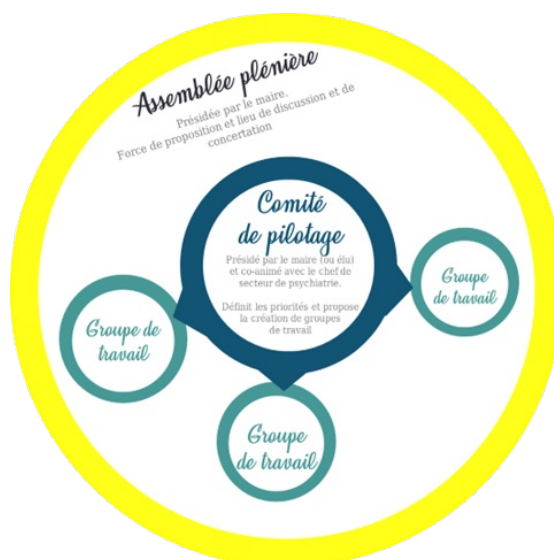 Assemblée plénière
Présidée par le maire.
Force de proposition et lieu de discussion et de
concertation
Comité
de pilotage
Présidé par le maire (ou élu)
et co-animé avec le chef de
secteur de psychiatrie.
Définit les priorités et propose
la création de groupes
de travail
Groupe
de travail
Groupe de
travail
Groupe
de travail